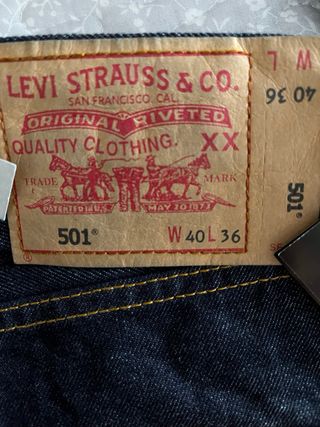 LEVI STRAUSS & CO.
SAN FRANCISCO, CAL.
ORIGINAL RIVETED
QUALITY CLOTHING. XX
TRADE MARK
PATENTED IN U.S. MAY 20 1873
501® W 40 L 36
®
W L
40 36
501®